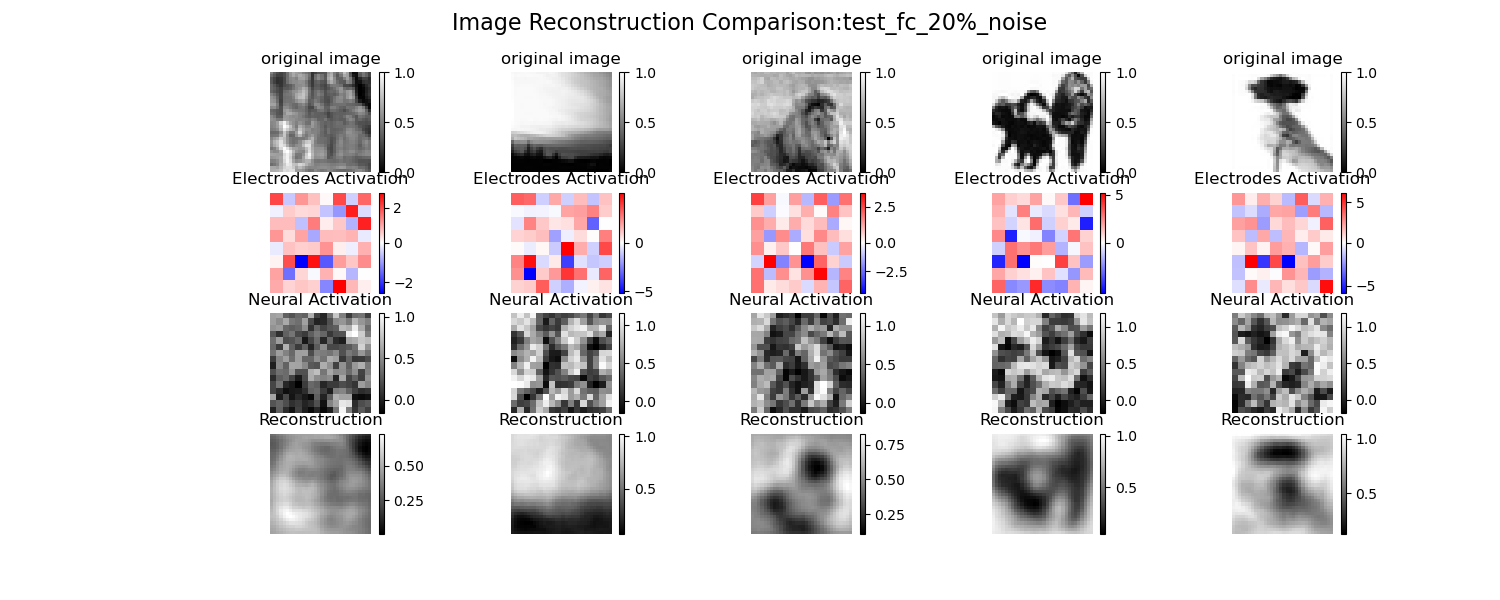 Image Reconstruction Comparison:test_fc_20%_noise
original image original image original image original image original image
1.0 1.0 1.0 1.0 1.0
0.5 0.5 0.5 0.5 0.5
0.0 0.0 0.0 0.0 0.0
Electrodes Activation Electrodes Activation Electrodes Activation Electrodes Activation Electrodes Activation
2 0 −2
0 −5
2.5 0.0 −2.5
5 0
5 0 −5
Neural Activation Neural Activation Neural Activation Neural Activation Neural Activation
1.0 1.0 1.0 1.0 1.0
0.5 0.5 0.5 0.5 0.5
0.0 0.0 0.0 0.0 0.0
Reconstruction Reconstruction Reconstruction Reconstruction Reconstruction
0.50 0.25
1.0 0.5
0.75 0.50 0.25
1.0 0.5
1.0 0.5